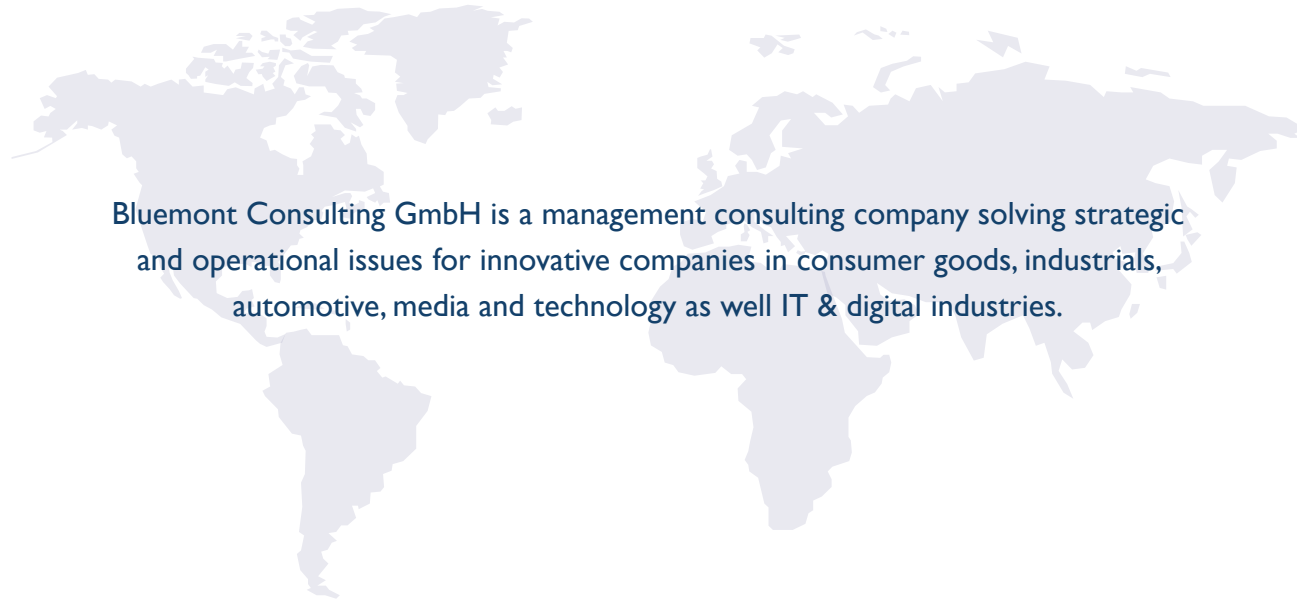 Bluemont Consulting GmbH is a management consulting company solving strategic
and operational issues for innovative companies in consumer goods, industrials,
automotive, media and technology as well IT & digital industries.